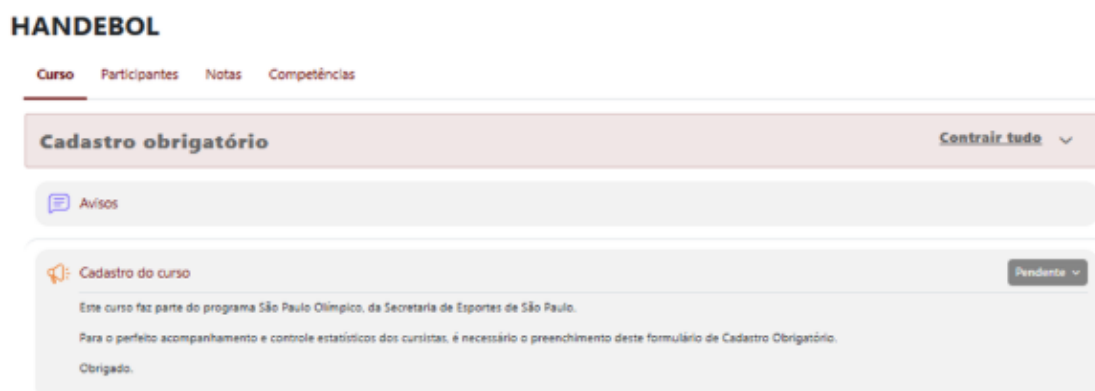 HANDEBOL
Curso Participantes Notas Competências
Cadastro obrigatório Contrair tudo
Avisos
Cadastro do curso Pendente
Este curso faz parte do programa São Paulo Olímpico, da Secretaria de Esportes de São Paulo.
Para o perfeito acompanhamento e controle estatísticos dos cursistas, é necessário o preenchimento deste formulário de Cadastro Obrigatório.
Obrigado.